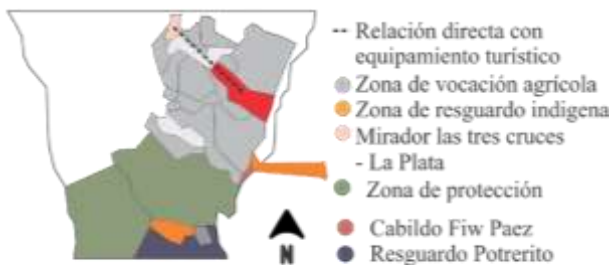 -- Relación directa con
equipamiento turístico
Zona de vocación agrícola
Zona de resguardo indigena
Mirador las tres cruces
- La Plata
Zona de protección
Cabildo Fiw Paez
Resguardo Potrerito
N